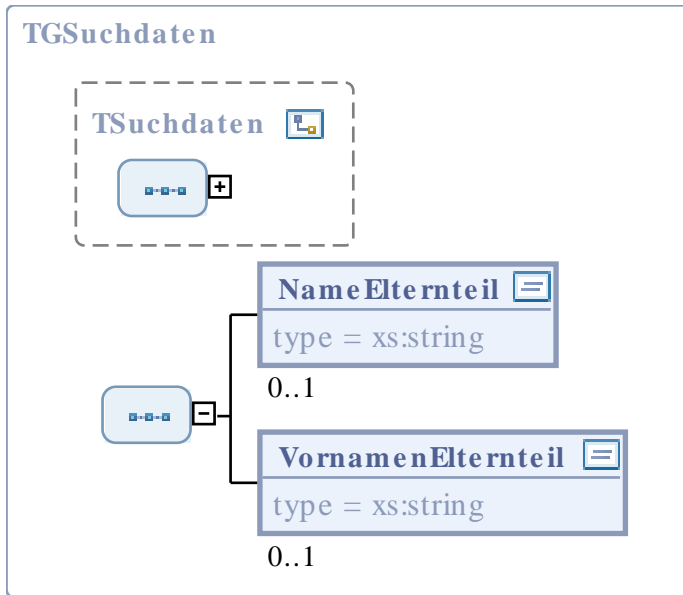 TGSuchdaten
TSuchdaten
NameElternteil
type = xs:string
0..1
VornamenElternteil
type = xs:string
0..1